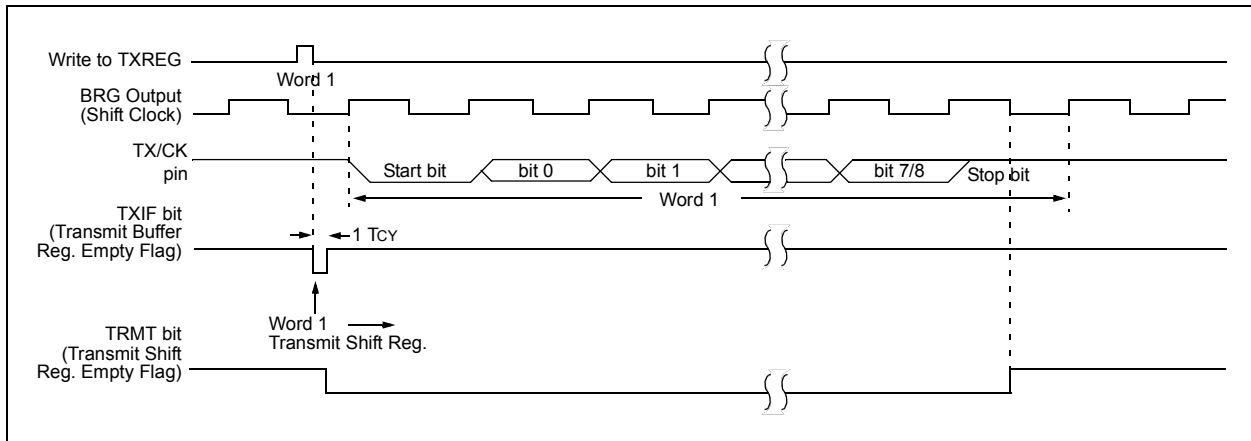 Write to TXREG
Word 1
BRG Output
(Shift Clock)
TX/CK
pin
Start bit
bit 0
bit 1
bit 7/8
Stop bit
Word 1
TXIF bit
(Transmit Buffer
Reg. Empty Flag)
1 TCY
Word 1
Transmit Shift Reg.
TRMT bit
(Transmit Shift
Reg. Empty Flag)